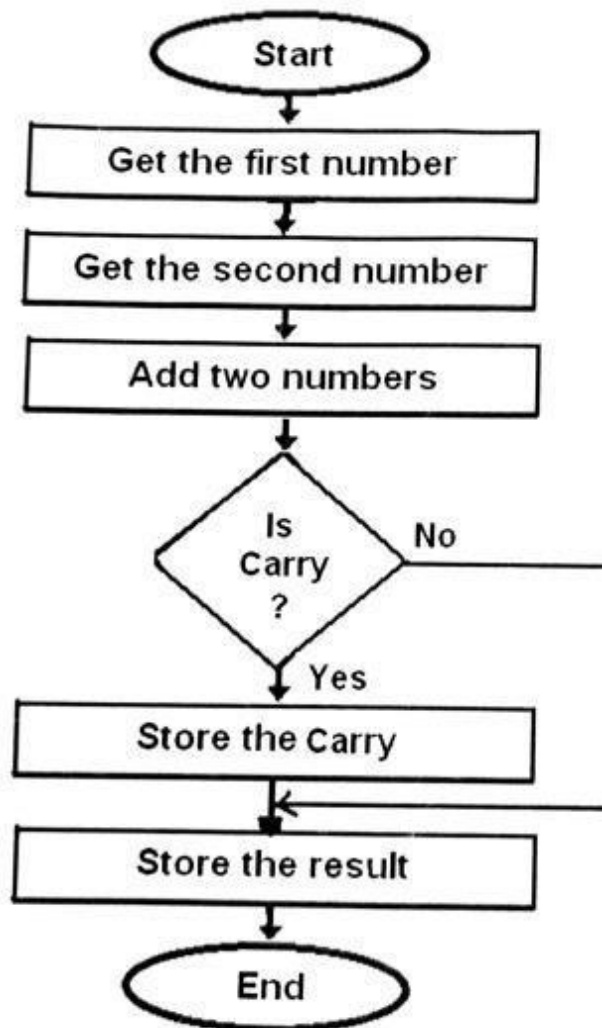 Start
Get the first number
Get the second number
Add two numbers
Is
Carry
?
No
Yes
Store the Carry
Store the result
End